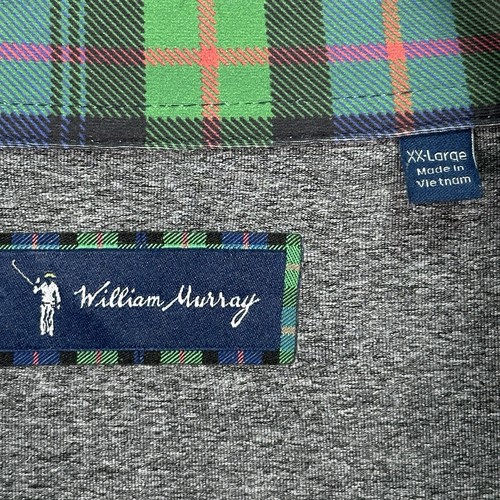 XX-Large
Made in
Vietnam
William Murray